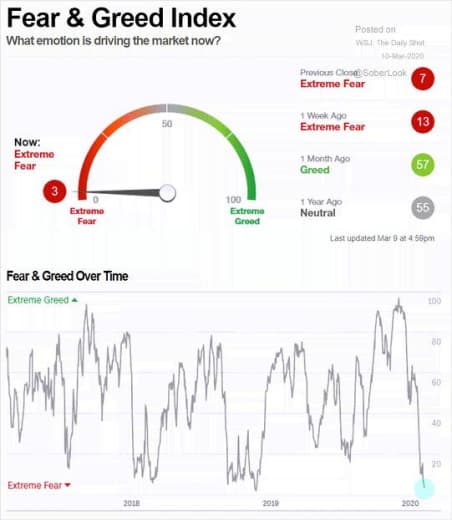 Fear & Greed Index
What emotion is driving the market now?
Posted on
WSJ: The Daily Shot
10-Mar-2020
@SoberLook
Previous Close
Extreme Fear
7
1 Week Ago
Extreme Fear
13
1 Month Ago
Greed
57
1 Year Ago
Neutral
55
Last updated Mar 9 at 4:59pm
Now:
Extreme
Fear
3
50
0
100
Extreme
Fear
Extreme
Greed
Fear & Greed Over Time
Extreme Greed
100
80
60
40
20
Extreme Fear
2018
2019
2020